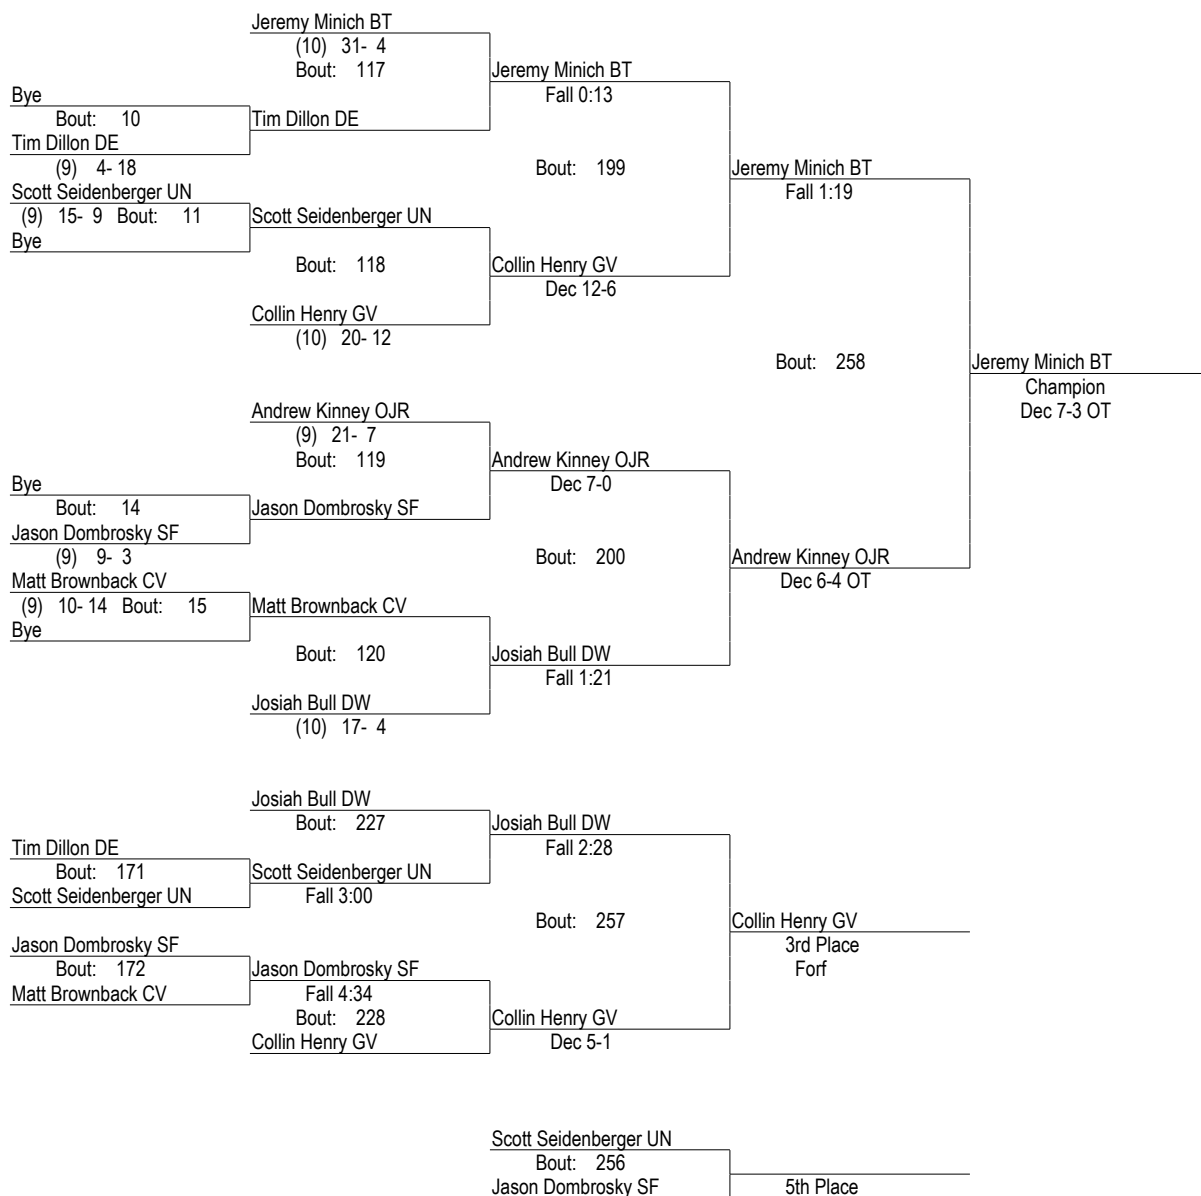 Jeremy Minich BT
(10) 31- 4
Bout: 117
Jeremy Minich BT
Fall 0:13
Bye
Bout: 10
Tim Dillon DE
Tim Dillon DE
(9) 4- 18
Bout: 199
Jeremy Minich BT
Fall 1:19
Scott Seidenberger UN
(9) 15- 9 Bout: 11
Scott Seidenberger UN
Bye
Bout: 118
Collin Henry GV
Dec 12-6
Collin Henry GV
(10) 20- 12
Bout: 258
Jeremy Minich BT
Champion
Dec 7-3 OT
Andrew Kinney OJR
(9) 21- 7
Bout: 119
Andrew Kinney OJR
Dec 7-0
Bye
Bout: 14
Jason Dombrosky SF
Jason Dombrosky SF
(9) 9- 3
Bout: 200
Andrew Kinney OJR
Dec 6-4 OT
Matt Brownback CV
(9) 10- 14 Bout: 15
Matt Brownback CV
Bye
Bout: 120
Josiah Bull DW
Fall 1:21
Josiah Bull DW
(10) 17- 4
Josiah Bull DW
Bout: 227
Josiah Bull DW
Fall 2:28
Tim Dillon DE
Bout: 171
Scott Seidenberger UN
Scott Seidenberger UN
Fall 3:00
Bout: 257
Collin Henry GV
3rd Place
Forf
Jason Dombrosky SF
Bout: 172
Jason Dombrosky SF
Matt Brownback CV
Fall 4:34
Bout: 228
Collin Henry GV
Dec 5-1
Collin Henry GV
Scott Seidenberger UN
Bout: 256
Jason Dombrosky SF
5th Place